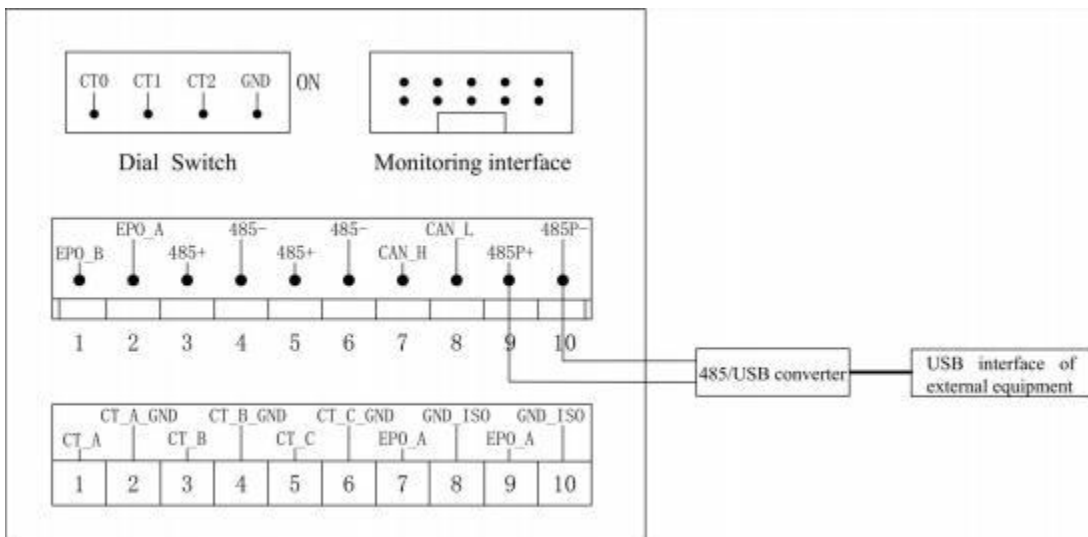 CT0 CT1 CT2 GND ON
Dial Switch
Monitoring interface
EPO_A 485- 485- CAN_L 485P-
EPO_B 485+ 485+ CAN_H 485P+
1 2 3 4 5 6 7 8 9 10
485/USB converter
USB interface of
external equipment
CT_A_GND CT_B_GND CT_C_GND GND_ISO GND_ISO
CT_A CT_B CT_C EPO_A EPO_A
1 2 3 4 5 6 7 8 9 10